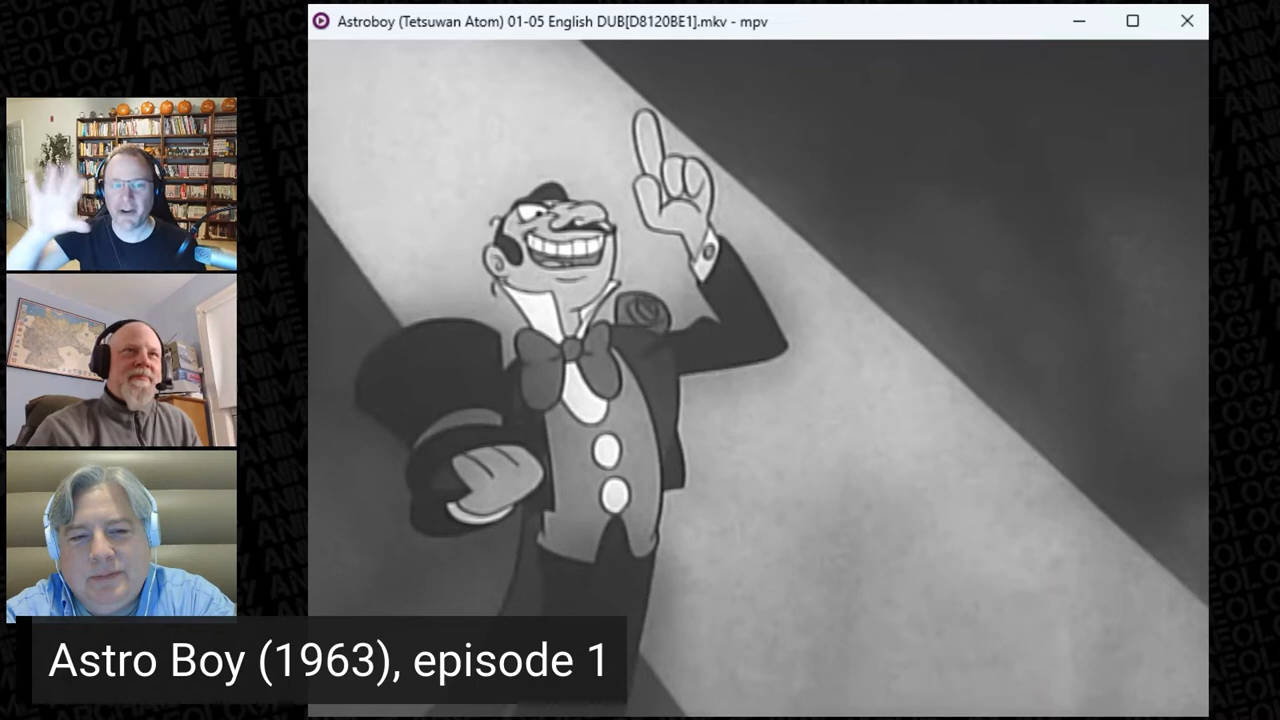 Astroboy (Tetsuwan Atom) 01-05 English DUB[D8120BE1].mkv - mpv
Astro Boy (1963), episode 1